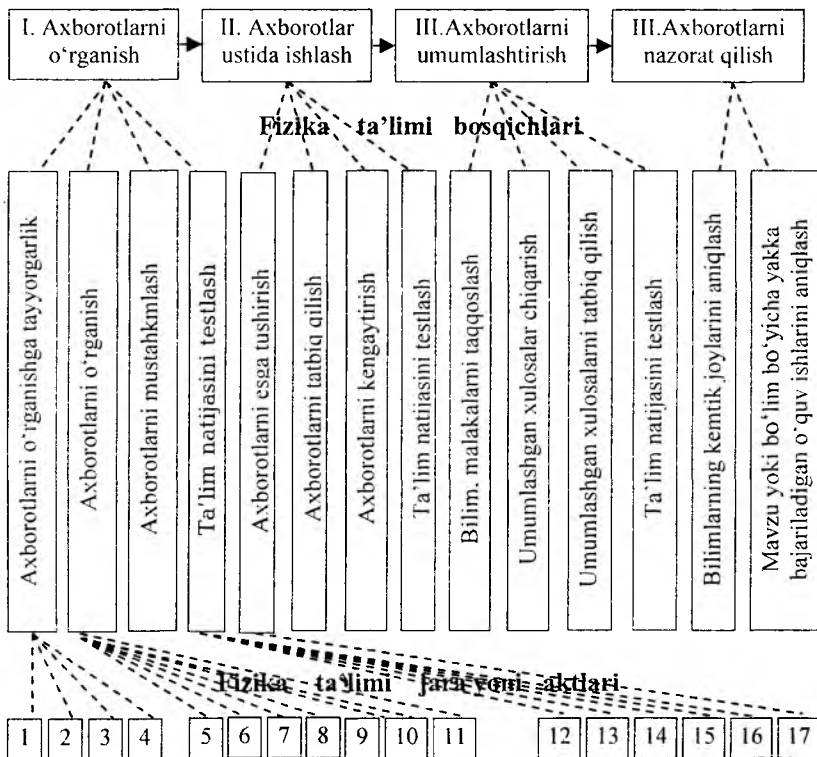 I. Axborotlarni
o‘rganish
II. Axborotlar
ustida ishlash
III.Axborotlarni
umumlashtirish
III.Axborotlarni
nazorat qilish
Fizika ta’limi bosqichlari
Axborotlarni o‘rganishga tayyorgarlik
Axborotlarni o‘rganish
Axborotlarni mustahkmlash
Ta’lim natijasini testlash
Axborotlarni esga tushirish
Axborotlarni tatbiq qilish
Axborotlarni kengaytirish
Ta’lim natijasini testlash
Bilim. malakalarni taqqoslash
Umumlashgan xulosalar chiqarish
Umumlashgan xulosalarni tatbiq qilish
Ta’lim natijasini testlash
Bilimlarning kemtik joylarini aniqlash
Mavzu yoki bo‘lim bo‘yicha yakka
bajariladigan o‘quv ishlarini aniqlash
Fizika ta’limi jarayoni aktlari
1 2 3 4 5 6 7 8 9 10 11 12 13 14 15 16 17